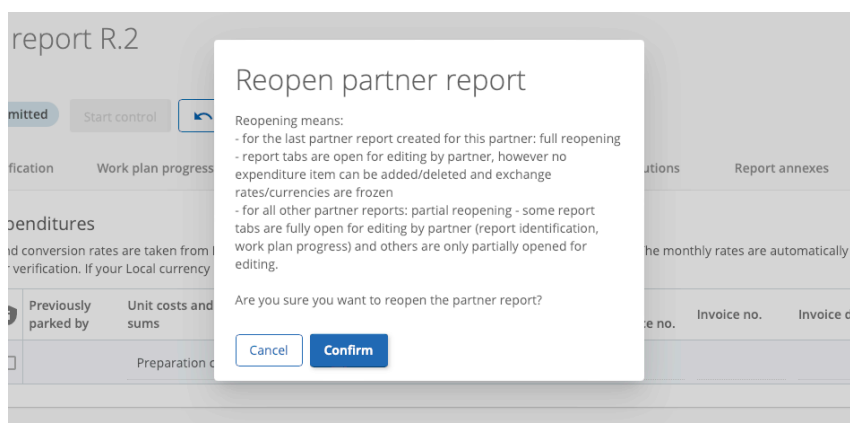 report R.2
Reopen partner report
mitted
Start control
Reopening means:
- for the last partner report created for this partner: full reopening
- report tabs are open for editing by partner, however no
expenditure item can be added/deleted and exchange
rates/currencies are frozen
- for all other partner reports: partial reopening - some report
tabs are fully open for editing by partner (report identification,
work plan progress) and others are only partially opened for
editing.
Are you sure you want to reopen the partner report?
Cancel
Confirm
fication
Work plan progress
utions
Report annexes
penditures
nd conversion rates are taken from
he monthly rates are automatically
verification. If your Local currency
Previously
parked by
Unit costs and
sums
ce no.
Invoice no.
Invoice d
Preparation c